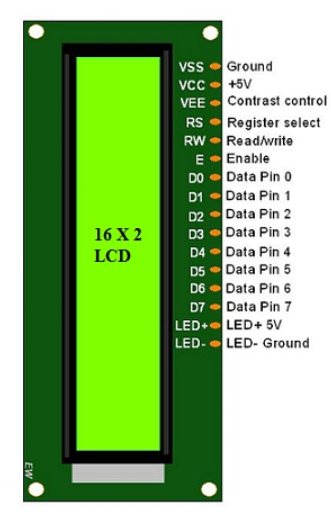 VSS Ground
VCC +5V
VEE Contrast control
RS Register select
RW Read/write
E Enable
D0 Data Pin 0
D1 Data Pin 1
D2 Data Pin 2
D3 Data Pin 3
D4 Data Pin 4
D5 Data Pin 5
D6 Data Pin 6
D7 Data Pin 7
LED+ LED+ 5V
LED- LED- Ground
16 X 2
LCD
EW